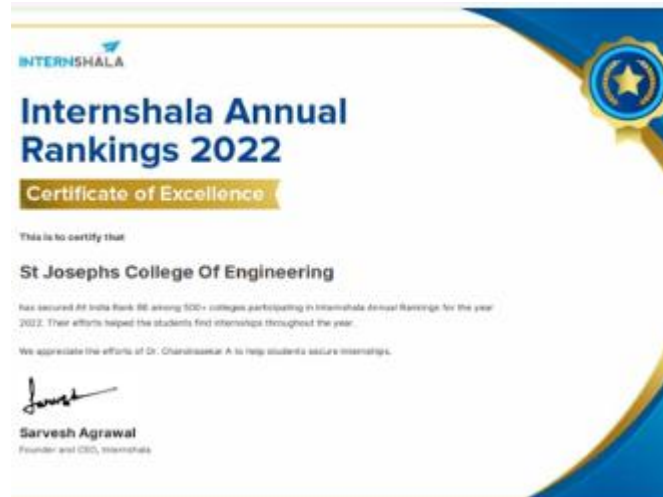 INTERNSHALA
Internshala Annual
Rankings 2022
Certificate of Excellence
This is to certify that
St Josephs College Of Engineering
has secured All India Rank among 500+ colleges participating in Internshala Annual Rankings for the year
2022. Their efforts helped the students find internships throughout the year.
We appreciate the efforts of Dr. Chandrasekar A to help students secure internships.
Sarvesh Agrawal
Founder and CEO, Internshala